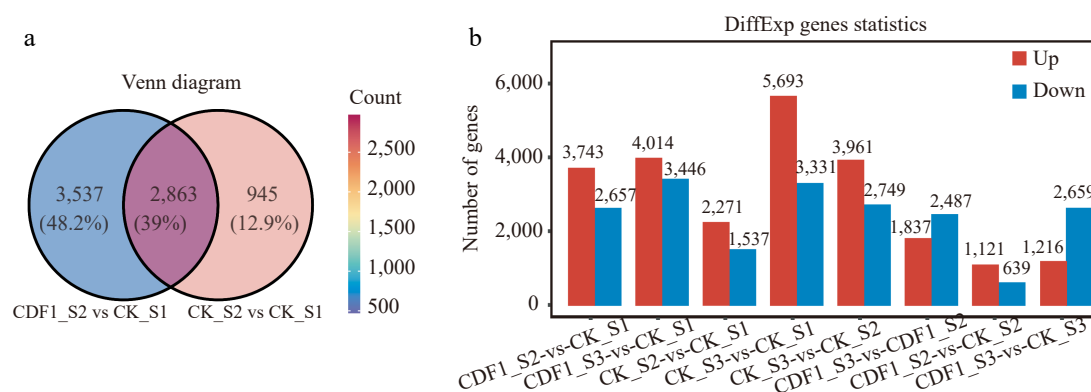 a
Venn diagram
Count
3,537
(48.2%)
2,863
(39%)
945
(12.9%)
2,500
2,000
1,500
1,000
500
CDF1_S2 vs CK_S1
CK_S2 vs CK_S1
b
DiffExp genes statistics
Up
Down
Number of genes
6,000
4,000
2,000
0
3,743
2,657
4,014
3,446
2,271
1,537
5,693
3,331
3,961
2,749
1,837
2,487
1,121
639
1,216
2,659
CDF1_S2-vs-CK_S1
CDF1_S3-vs-CK_S1
CK_S2-vs-CK_S1
CK_S3-vs-CK_S1
CK_S3-vs-CK_S2
CDF1_S3-vs-CDF1_S2
CDF1_S2-vs-CK_S2
CDF1_S3-vs-CK_S3